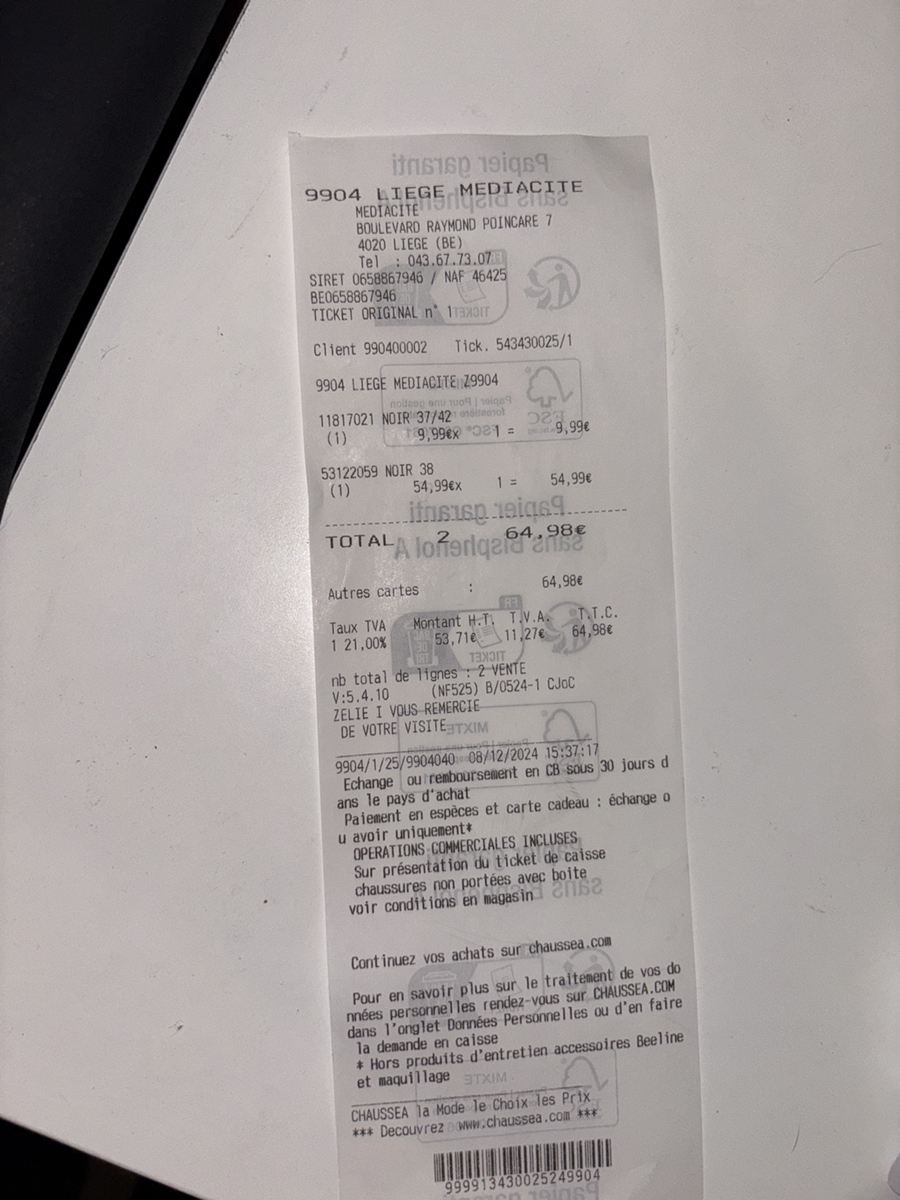 9904 LIEGE MEDIACITE
MEDIACITE
BOULEVARD RAYMOND POINCARE 7
4020 LIEGE (BE)
Tel : 043.67.73.07
SIRET 0658867946 / NAF 46425
BE0658867946
TICKET ORIGINAL n° 1
Client 990400002 Tick. 543430025/1
9904 LIEGE MEDIACITE Z9904
11817021 NOIR 37/42
(1) 9,99€x 1 = 9,99€
53122059 NOIR 38
(1) 54,99€x 1 = 54,99€
TOTAL 2 64,98€
Autres cartes : 64,98€
Taux TVA Montant H.T. T.V.A. T.T.C.
1 21,00% 53,71€ 11,27€ 64,98€
nb total de lignes : 2 VENTE
V:5.4.10 (NF525) B/0524-1 CJoC
ZELIE I VOUS REMERCIE
DE VOTRE VISITE
9904/1/25/9904040 08/12/2024 15:37:17
Echange ou remboursement en CB sous 30 jours d
ans le pays d'achat
Paiement en espèces et carte cadeau : échange o
u avoir uniquement*
OPERATIONS COMMERCIALES INCLUSES
Sur présentation du ticket de caisse
chaussures non portées avec boite
voir conditions en magasin
Continuez vos achats sur chaussea.com
Pour en savoir plus sur le traitement de vos do
nnées personnelles rendez-vous sur CHAUSSEA.COM
dans l'onglet Données Personnelles ou d'en faire
la demande en caisse
* Hors produits d'entretien accessoires Beeline
et maquillage
CHAUSSEA la Mode le Choix les Prix
*** Decouvrez www.chaussea.com ***
999913430025249904